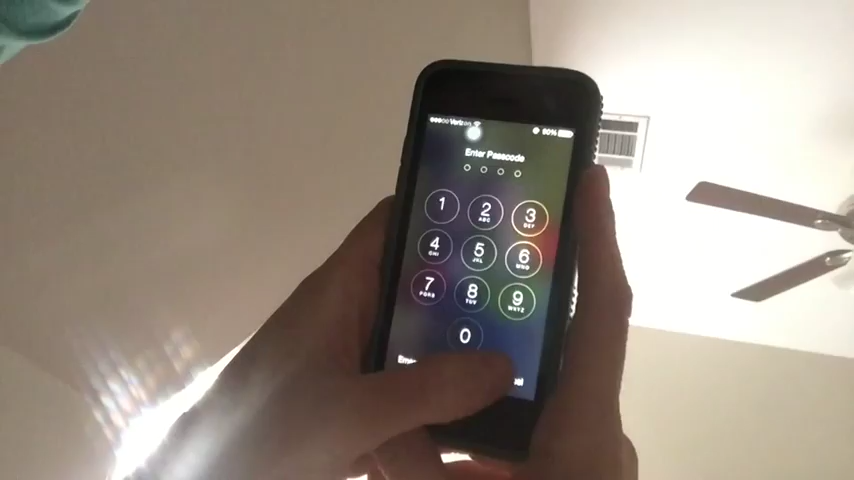 Verizon 60%
Enter Passcode
1 2 3
ABC DEF
4 5 6
GHI JKL MNO
7 8 9
PQRS TUV WXYZ
0